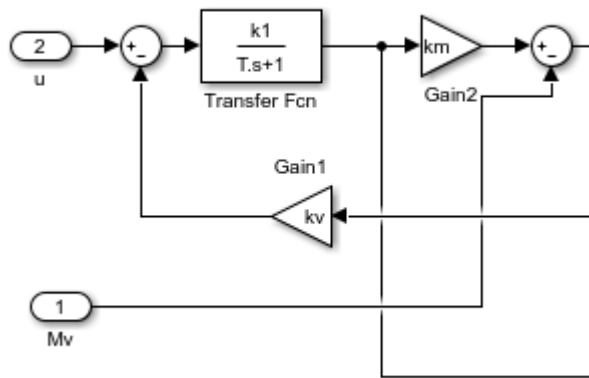 2
u
+
-
k1
T.s+1
Transfer Fcn
km
Gain2
+
-
Gain1
kv
1
Mv